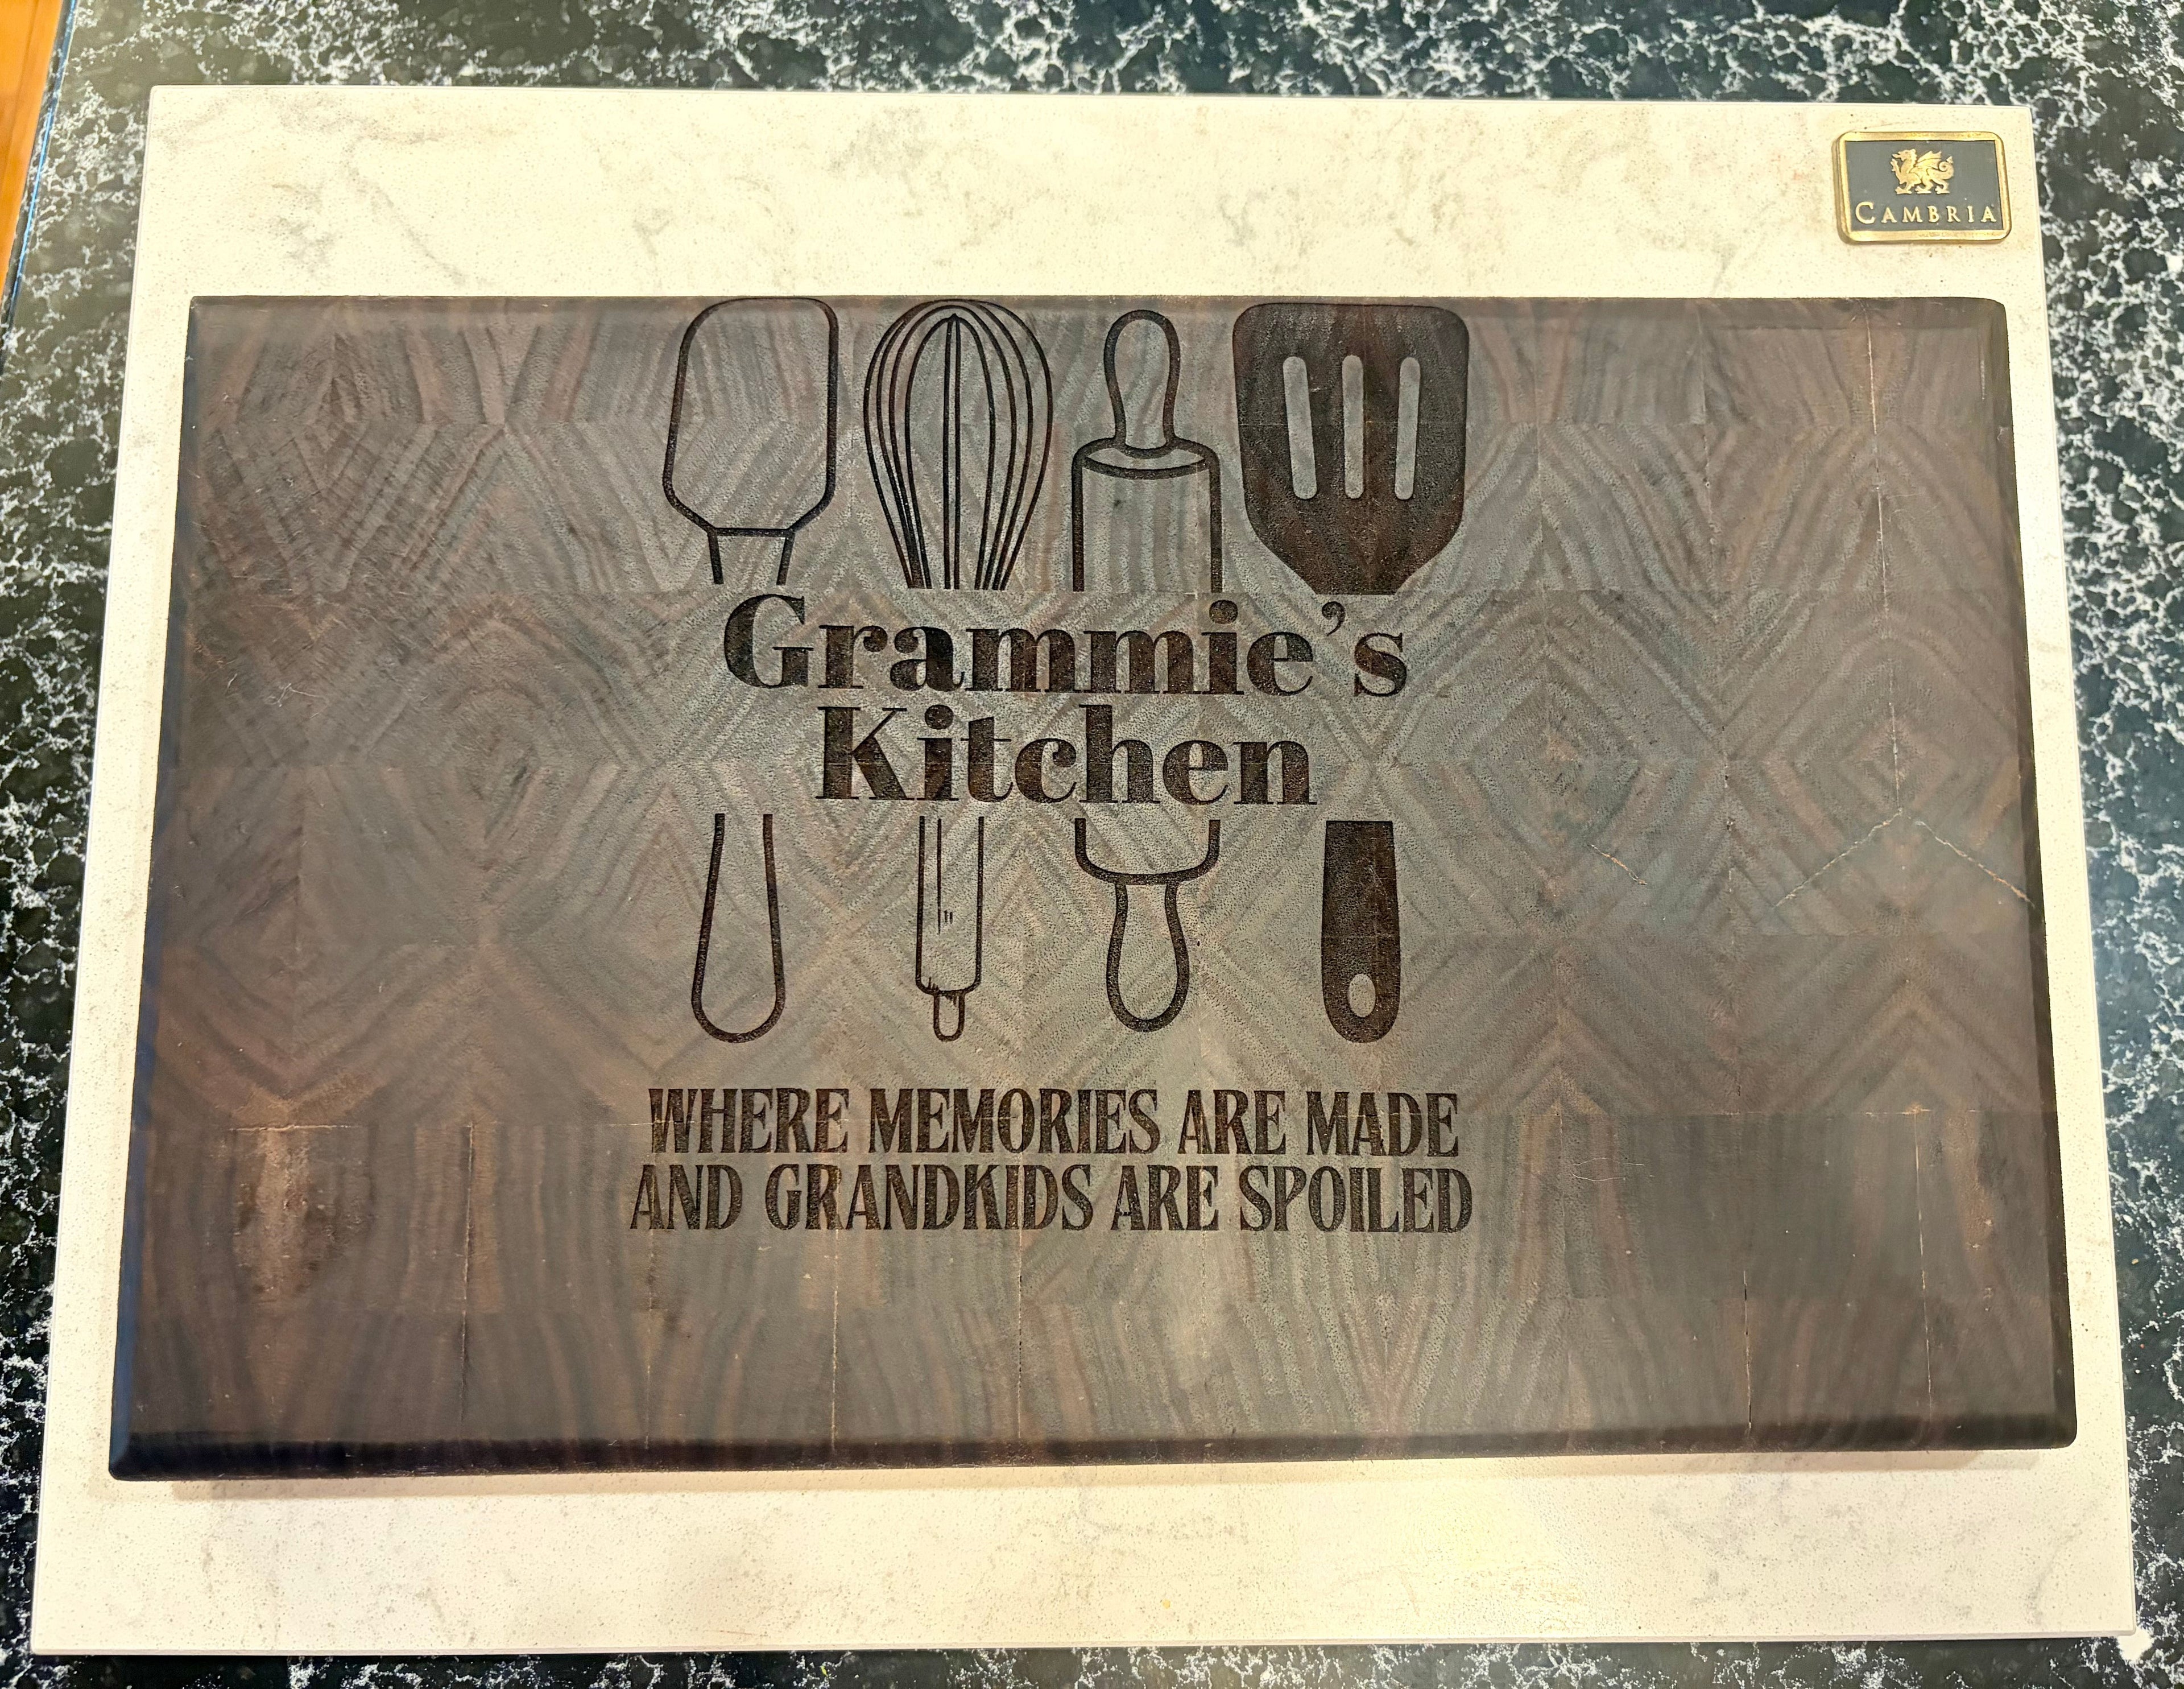 CAMBRIA
Grammie's
Kitchen
WHERE MEMORIES ARE MADE
AND GRANDKIDS ARE SPOILED